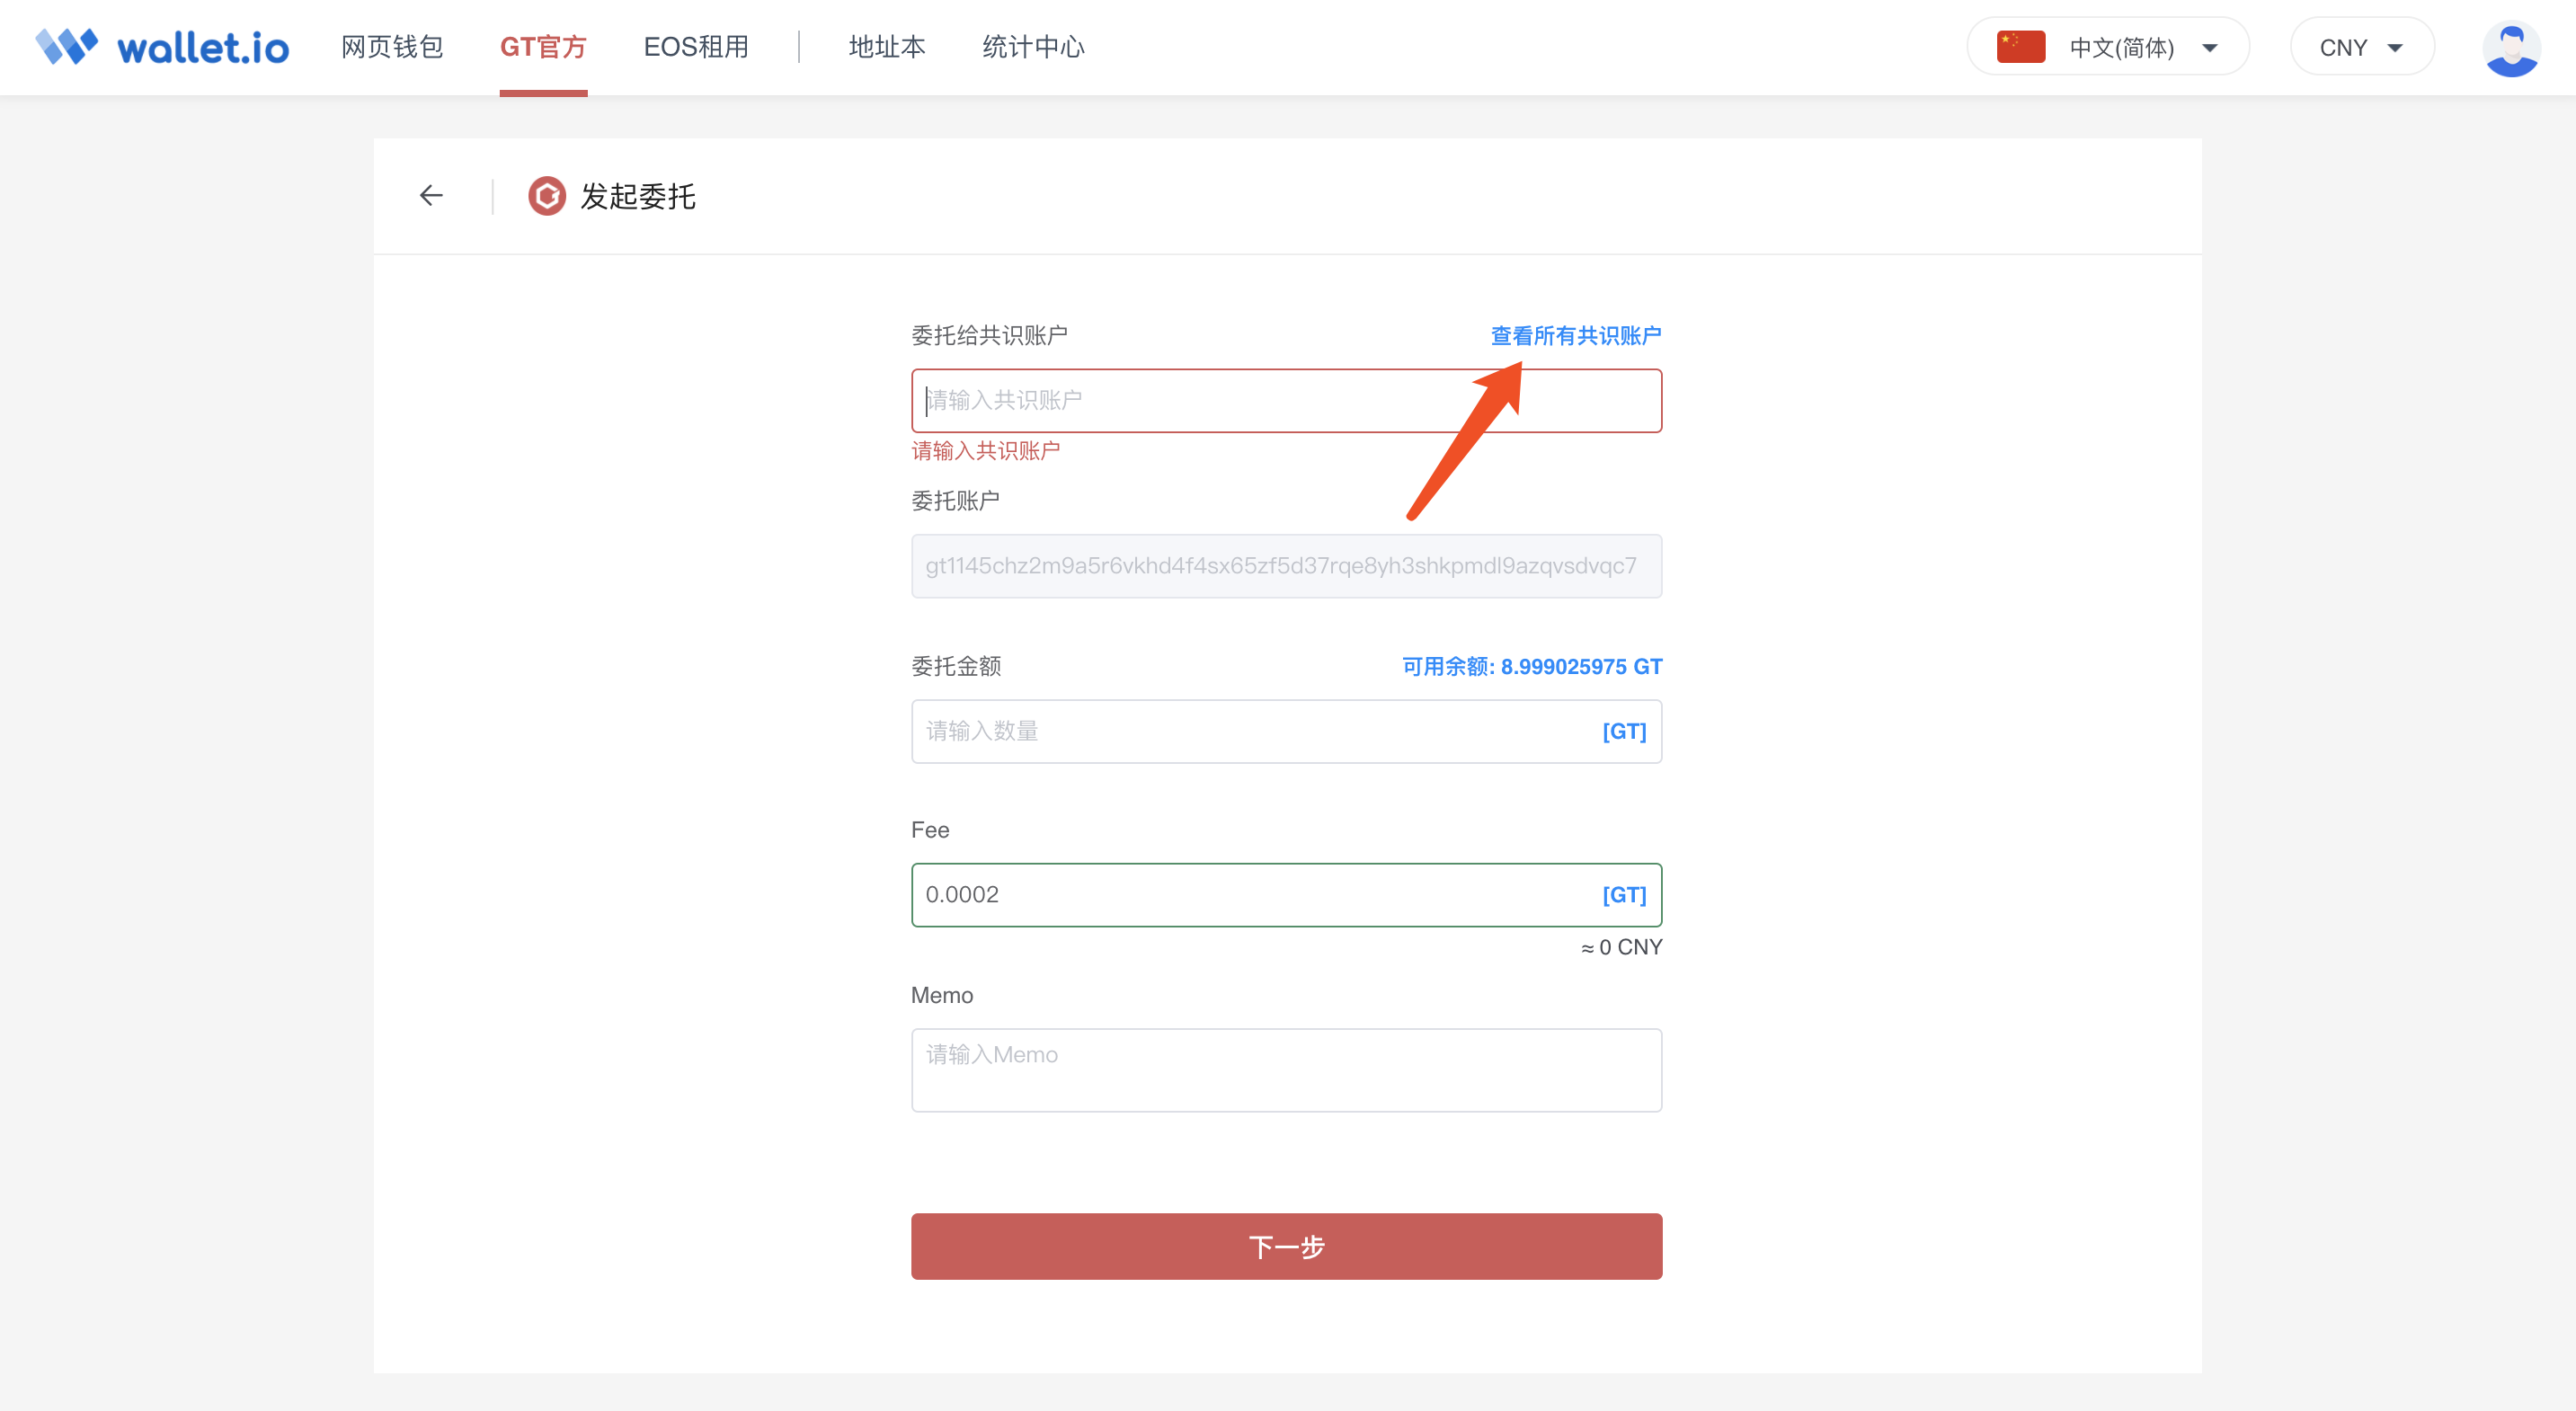 wallet.io 网页钱包 GT官方 EOS租用 地址本 统计中心 中文(简体) CNY
发起委托
委托给共识账户 查看所有共识账户
请输入共识账户
请输入共识账户
委托账户
gt1145chz2m9a5r6vkhd4f4sx65zf5d37rqe8yh3shkpmdl9azqvsdvqc7
委托金额 可用余额: 8.999025975 GT
请输入数量 [GT]
Fee
0.0002 [GT]
≈ 0 CNY
Memo
请输入Memo
下一步